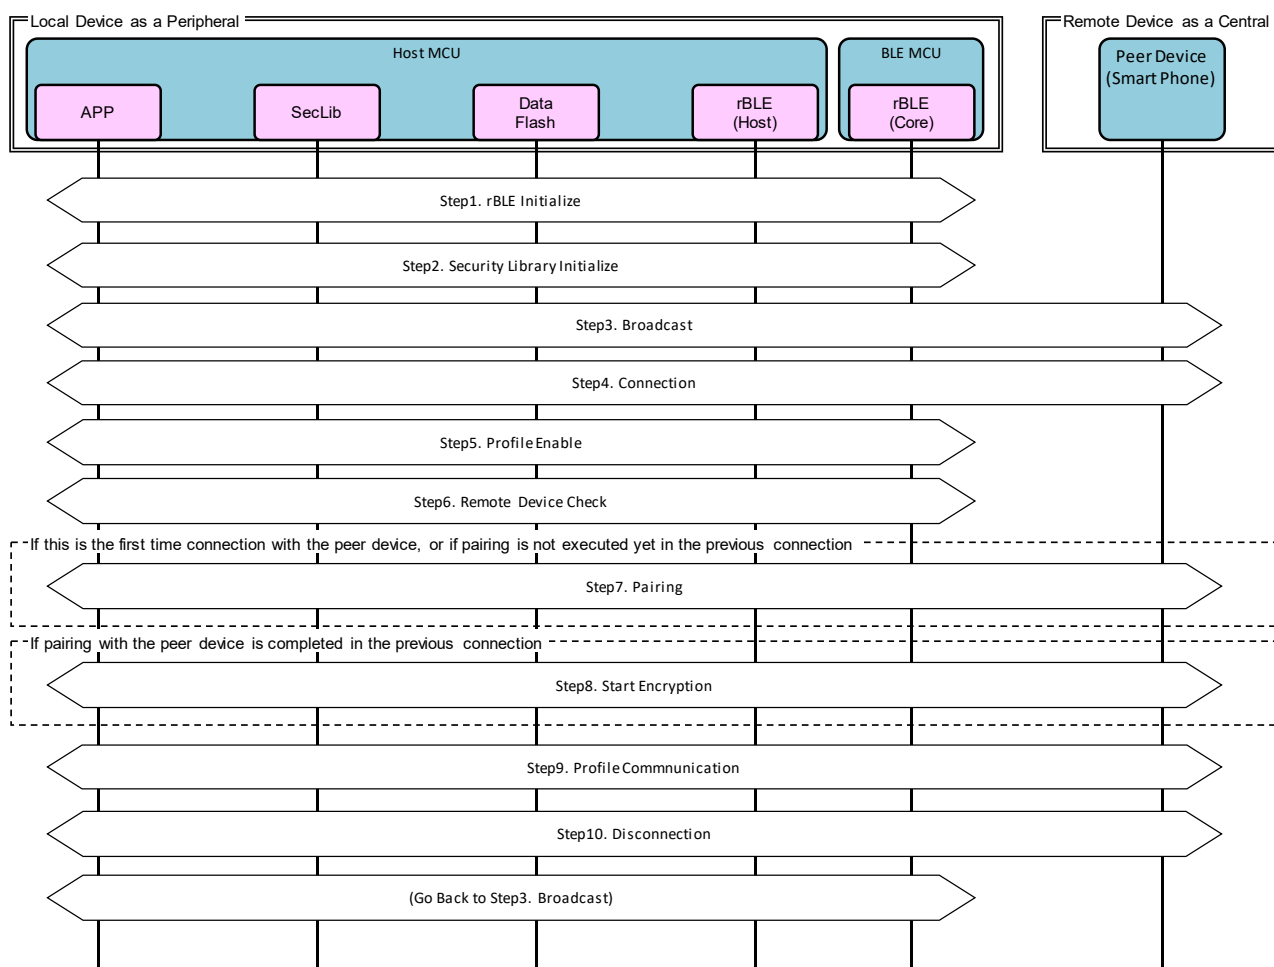 Local Device as a Peripheral
Remote Device as a Central
Host MCU
BLE MCU
Peer Device
(Smart Phone)
APP
SecLib
Data
Flash
rBLE
(Host)
rBLE
(Core)
Step1. rBLE Initialize
Step2. Security Library Initialize
Step3. Broadcast
Step4. Connection
Step5. Profile Enable
Step6. Remote Device Check
If this is the first time connection with the peer device, or if pairing is not executed yet in the previous connection
Step7. Pairing
If pairing with the peer device is completed in the previous connection
Step8. Start Encryption
Step9. Profile Commnunication
Step10. Disconnection
(Go Back to Step3. Broadcast)